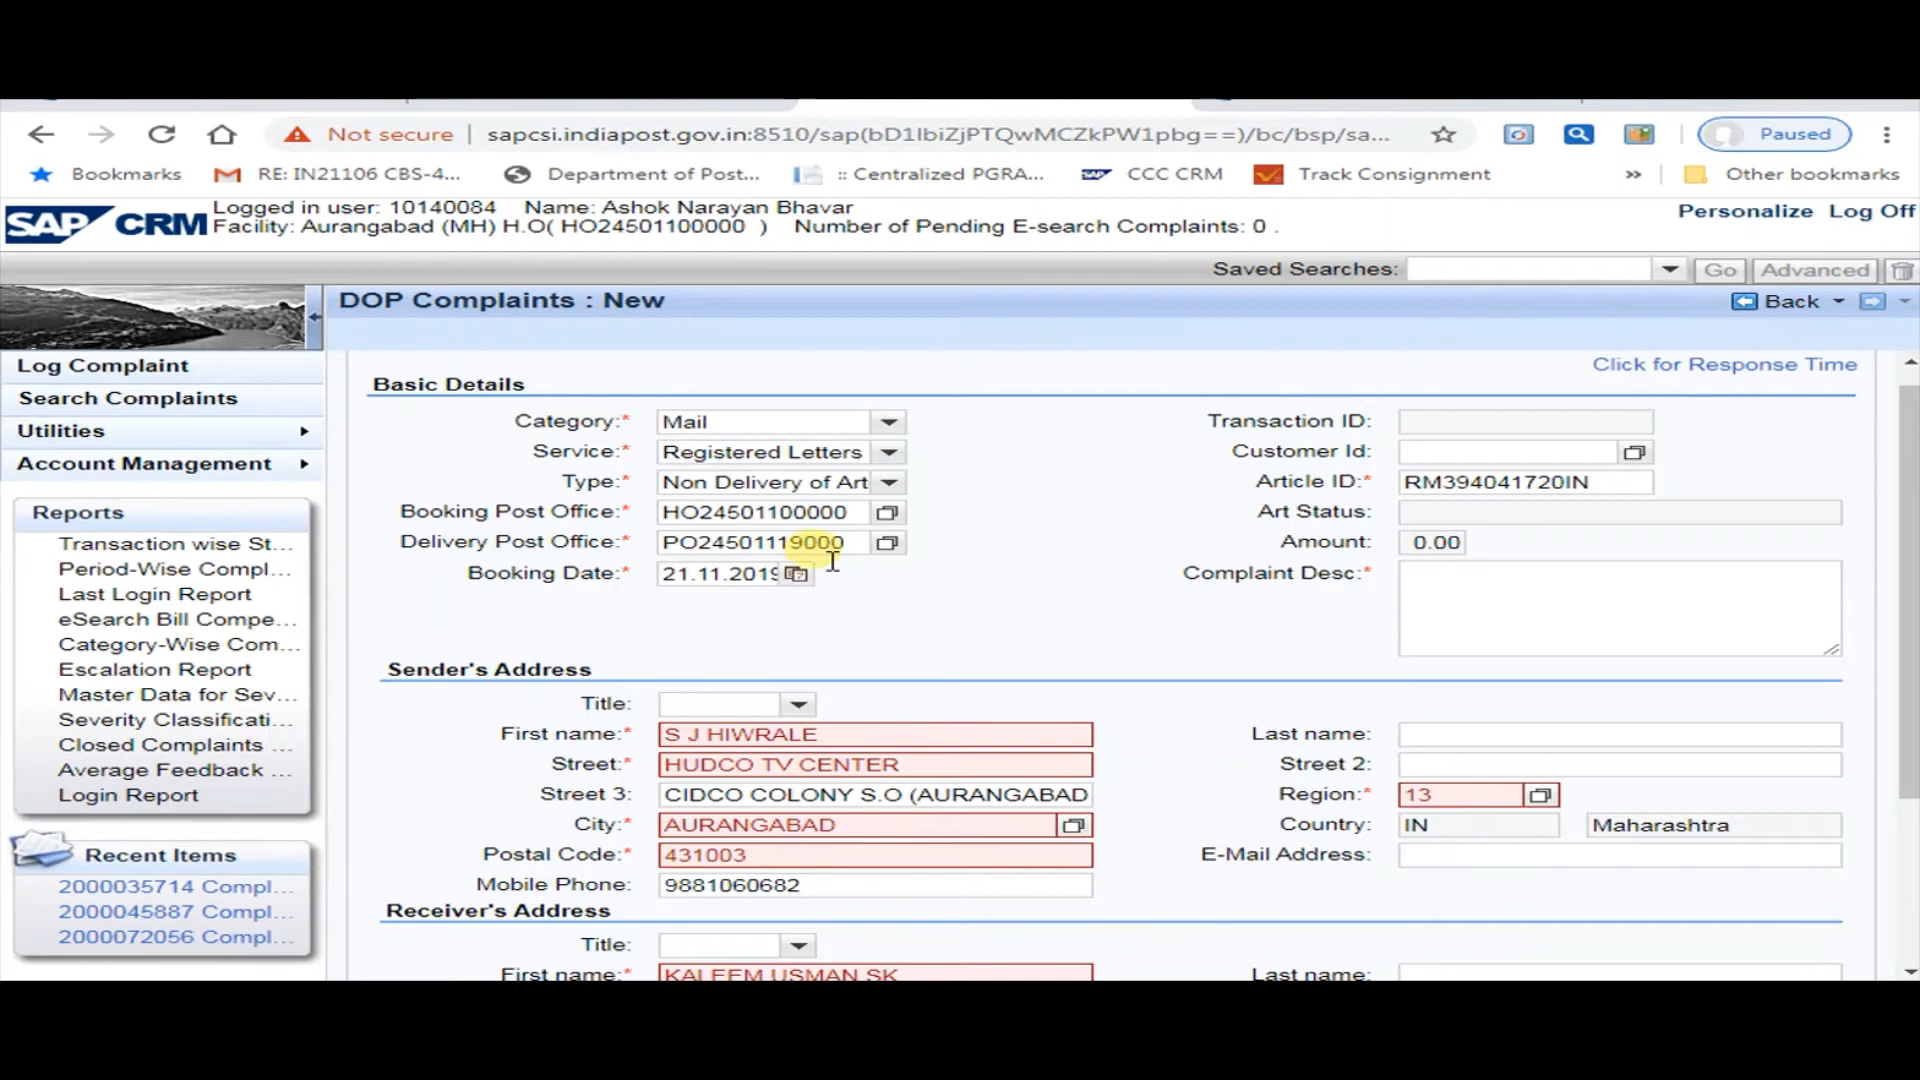 Not secure | sapcsi.indiapost.gov.in:8510/sap(bD1lbiZjPTQwMCZkPW1pbg==)/bc/bsp/sa... Paused
Bookmarks RE: IN21106 CBS-4... Department of Post... :: Centralized PGRA... CCC CRM Track Consignment » Other bookmarks
SAP CRM Logged in user: 10140084 Name: Ashok Narayan Bhavar Personalize Log Off
Facility: Aurangabad (MH) H.O( HO24501100000 ) Number of Pending E-search Complaints: 0 .
Saved Searches: Go Advanced
DOP Complaints : New Back
Log Complaint
Search Complaints
Utilities
Account Management
Reports
Transaction wise St...
Period-Wise Compl...
Last Login Report
eSearch Bill Compe...
Category-Wise Com...
Escalation Report
Master Data for Sev...
Severity Classificati...
Closed Complaints ...
Average Feedback ...
Login Report
Recent Items
2000035714 Compl...
2000045887 Compl...
2000072056 Compl...
Click for Response Time
Basic Details
Category:* Mail Transaction ID:
Service:* Registered Letters Customer Id:
Type:* Non Delivery of Art Article ID:* RM394041720IN
Booking Post Office:* HO24501100000 Art Status:
Delivery Post Office:* PO24501119000 Amount: 0.00
Booking Date:* 21.11.2019 Complaint Desc:*
Sender's Address
Title:
First name:* S J HIWRALE Last name:
Street:* HUDCO TV CENTER Street 2:
Street 3: CIDCO COLONY S.O (AURANGABAD Region:* 13
City:* AURANGABAD Country: IN Maharashtra
Postal Code:* 431003 E-Mail Address:
Mobile Phone: 9881060682
Receiver's Address
Title:
First name:* KALEEM USMAN SK Last name: